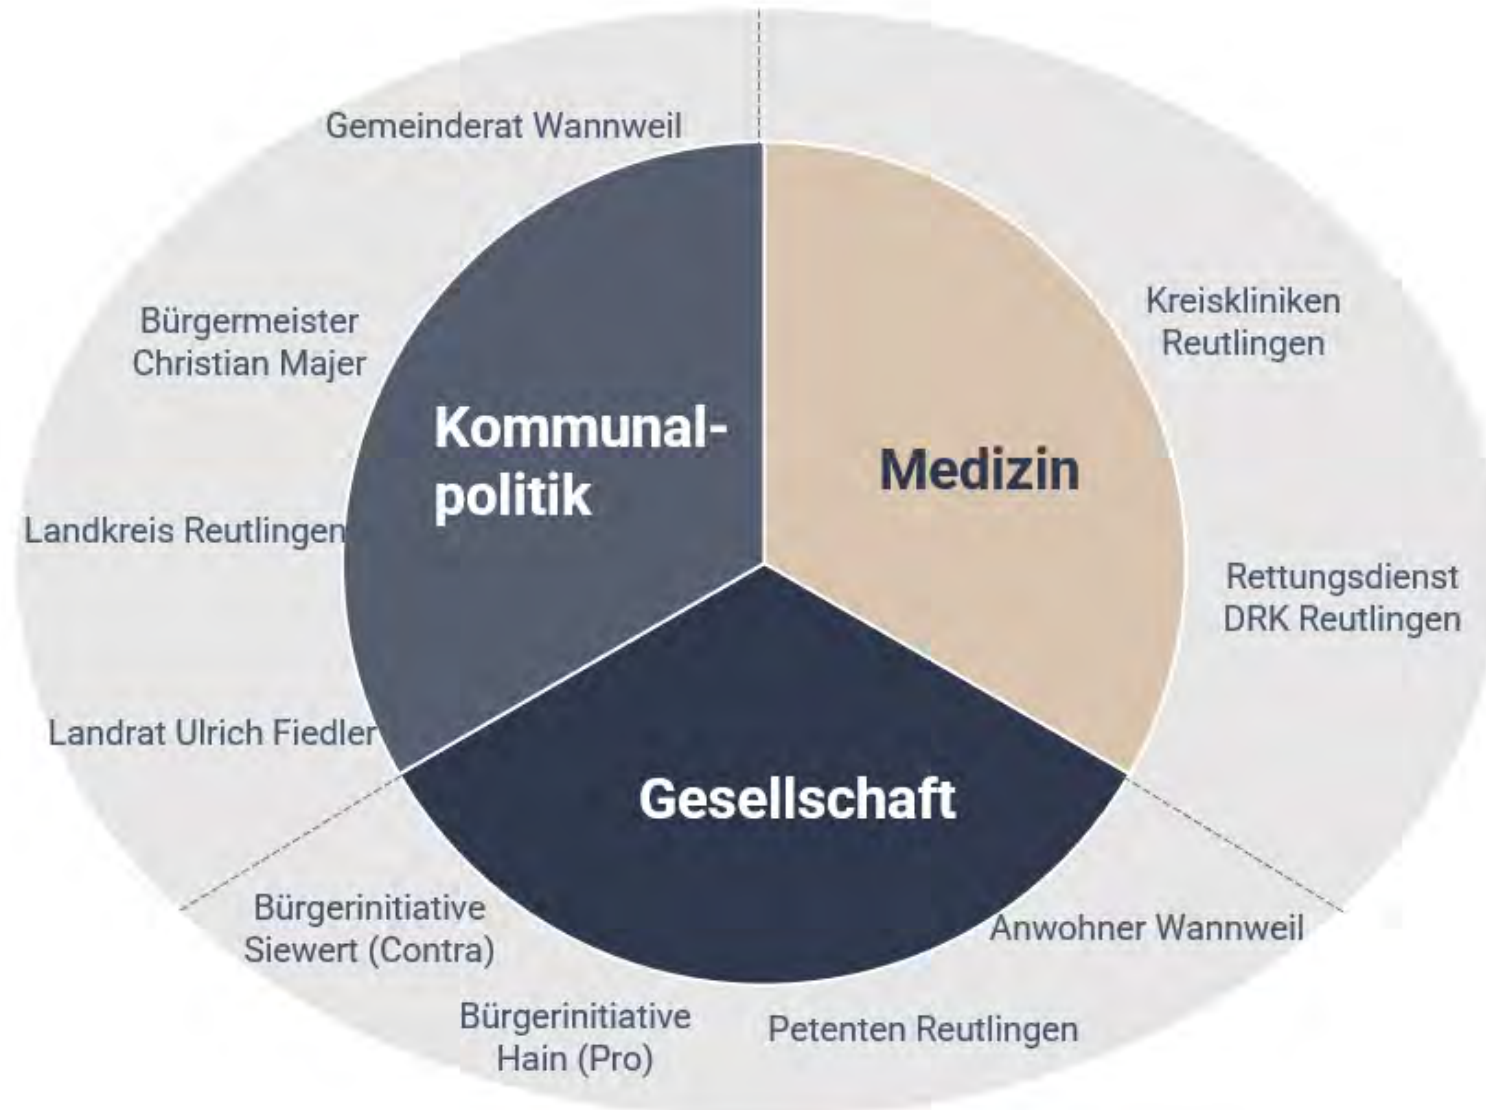 Gemeinderat Wannweil
Bürgermeister
Christian Majer
Landkreis Reutlingen
Landrat Ulrich Fiedler
Kommunal-
politik
Medizin
Kreiskliniken
Reutlingen
Rettungsdienst
DRK Reutlingen
Gesellschaft
Bürgerinitiative
Siewert (Contra)
Bürgerinitiative
Hain (Pro)
Petenten Reutlingen
Anwohner Wannweil